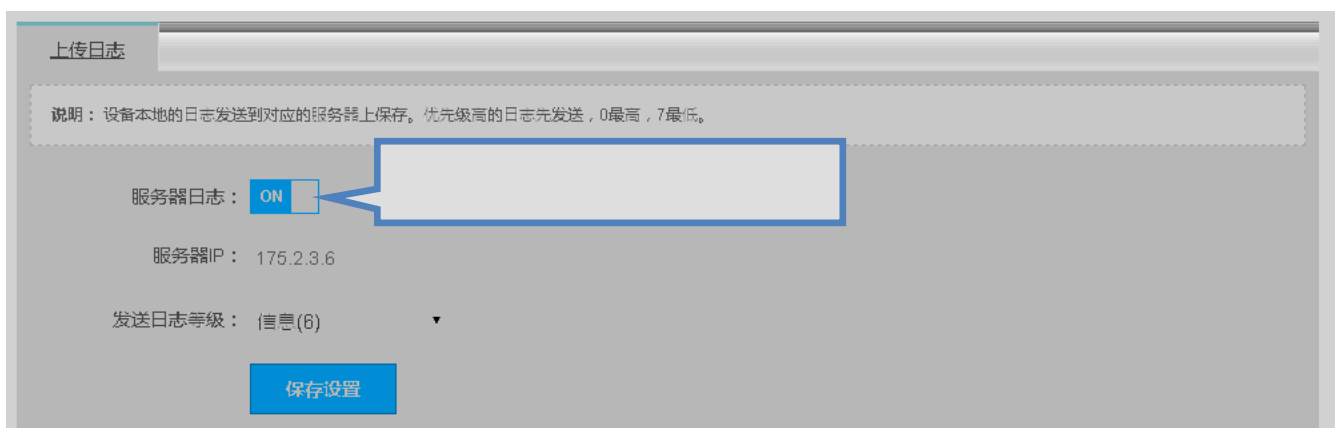 上传日志
说明：设备本地的日志发送到对应的服务器上保存。优先级高的日志先发送，0最高，7最低。
服务器日志： ON
服务器IP： 175.2.3.6
发送日志等级： 信息(6)
保存设置